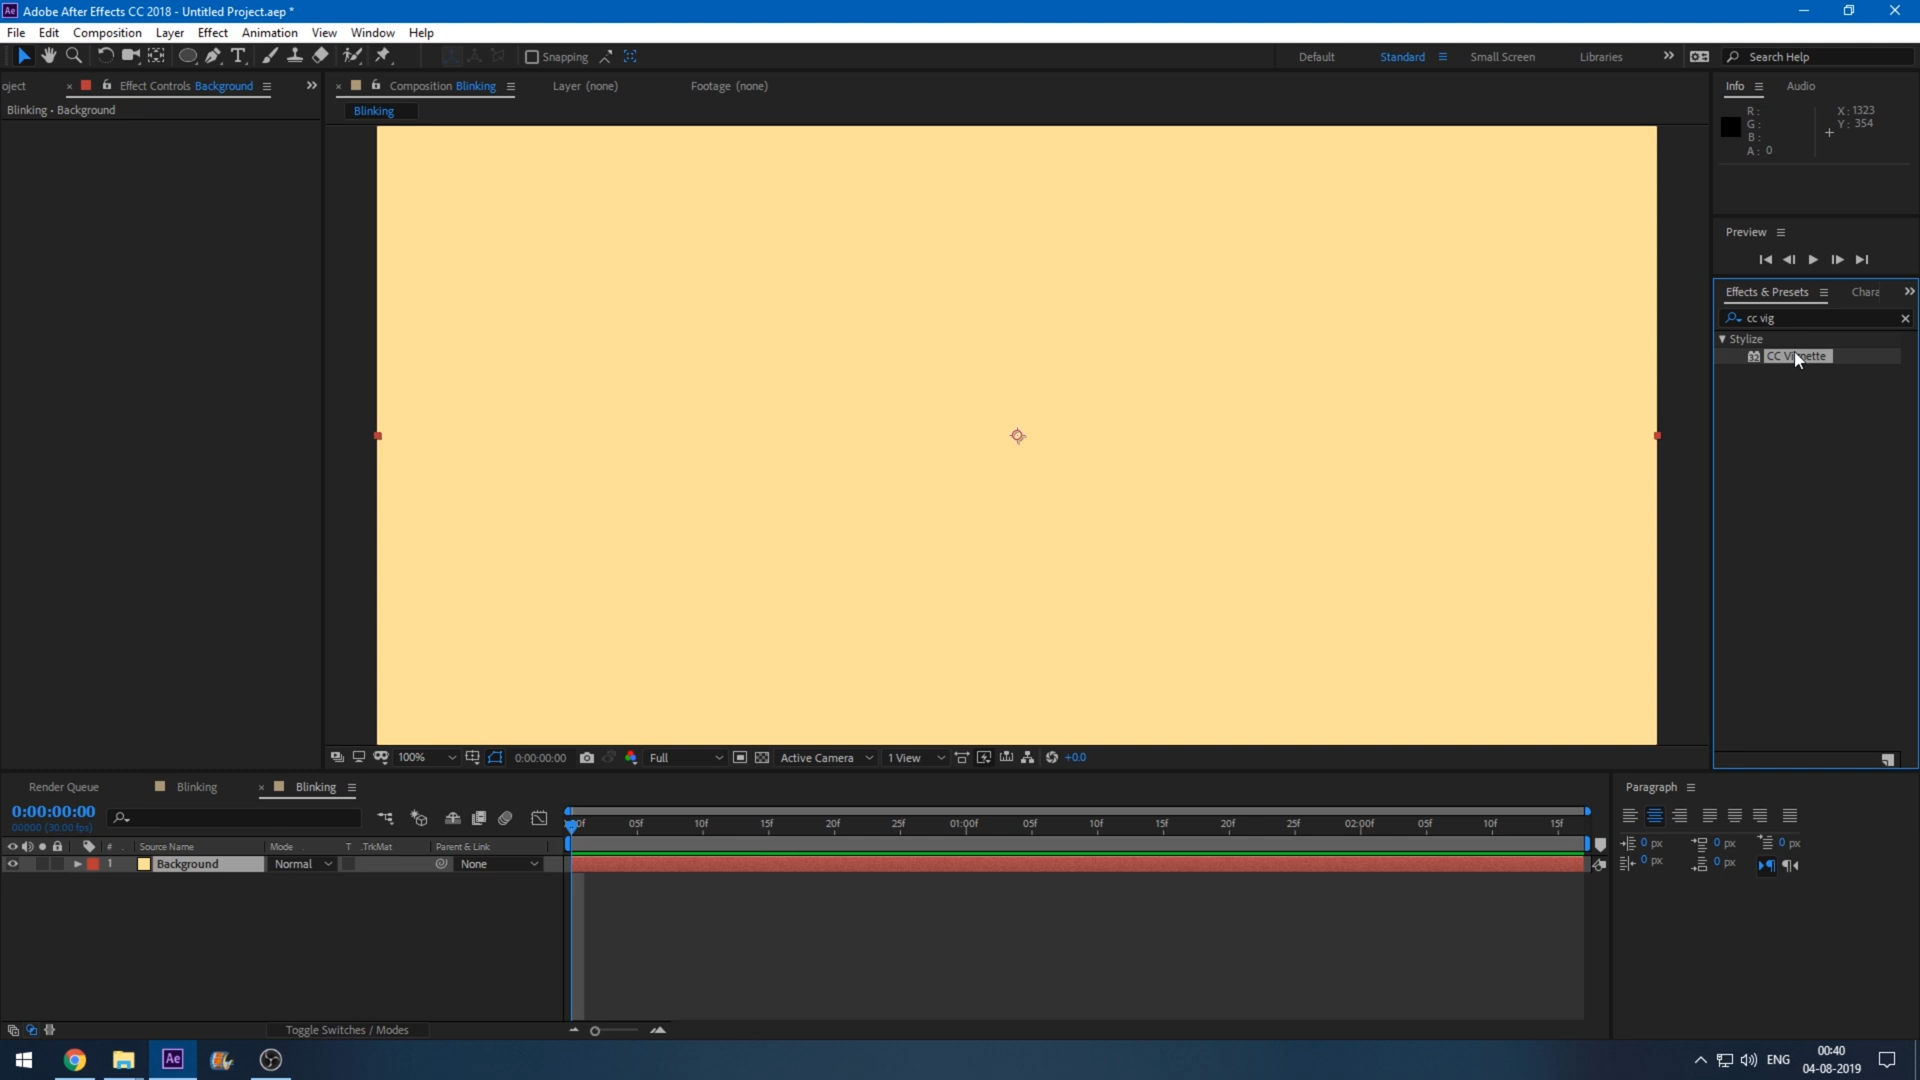 Ae Adobe After Effects CC 2018 - Untitled Project.aep *
File Edit Composition Layer Effect Animation View Window Help
Snapping Default Standard Small Screen Libraries Search Help
oject Effect Controls Background
Composition Blinking Layer (none) Footage (none)
Info Audio
Blinking • Background
Blinking
R:
G:
B:
A: 0
X: 1323
Y: 354
Preview
Effects & Presets Chara
cc vig
Stylize
32 CC Vignette
100% 0:00:00:00 Full Active Camera 1 View +0.0
Render Queue Blinking Blinking
Paragraph
0:00:00:00
00000 (30.00 fps)
05f 10f 15f 20f 25f 01:00f 05f 10f 15f 20f 25f 02:00f 05f 10f 15f
# Source Name Mode T .TrkMat Parent & Link
1 Background Normal None
0 px 0 px 0 px
0 px 0 px
Toggle Switches / Modes
Ae
ENG
00:40
04-08-2019